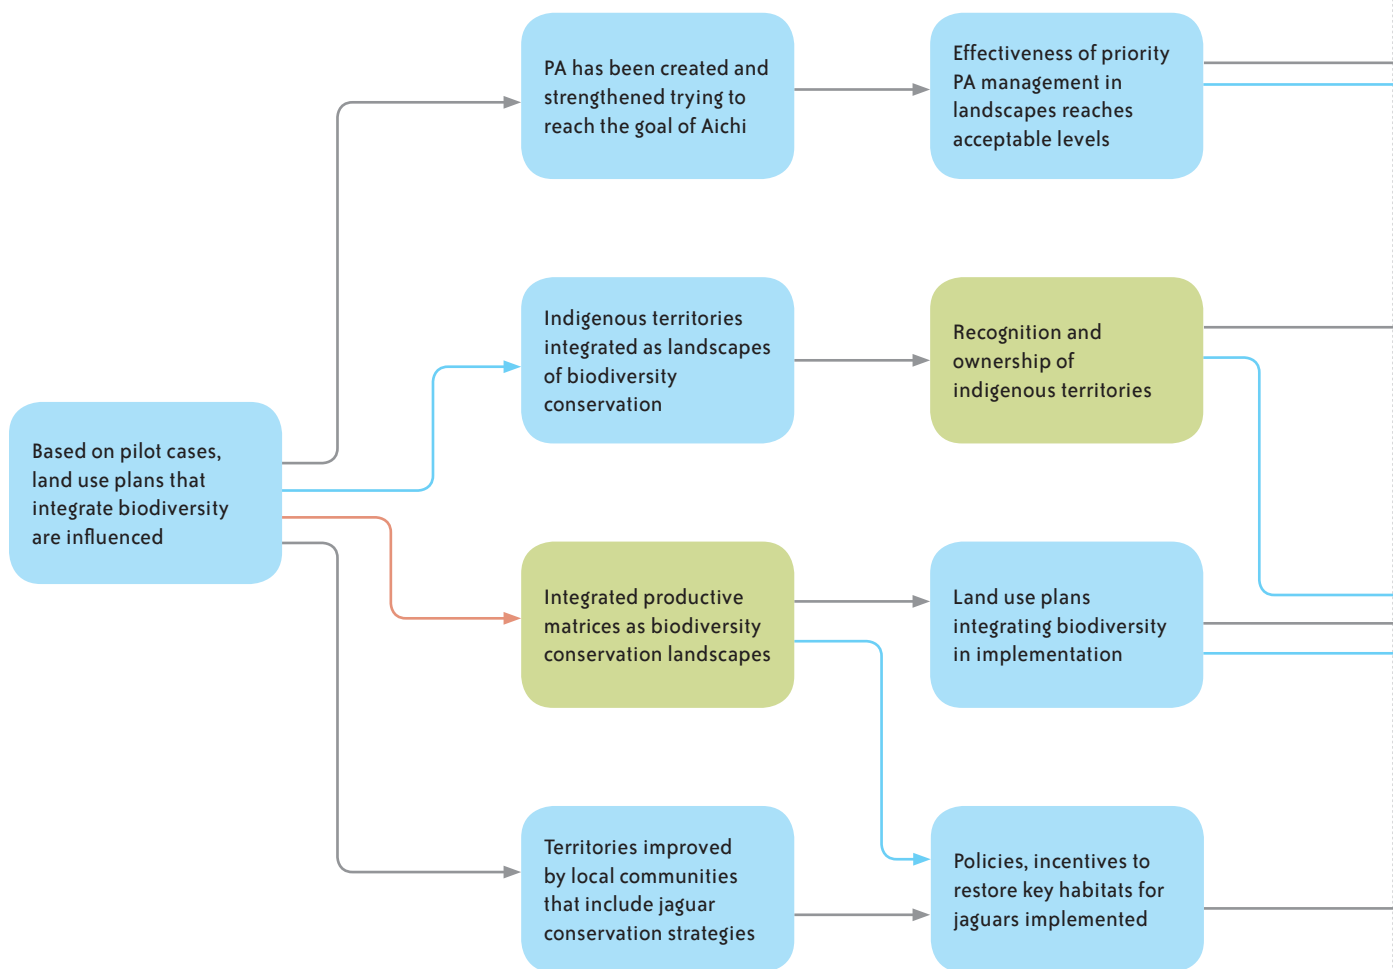 PA has been created and
strengthened trying to
reach the goal of Aichi
Effectiveness of priority
PA management in
landscapes reaches
acceptable levels
Indigenous territories
integrated as landscapes
of biodiversity
conservation
Recognition and
ownership of
indigenous territories
Based on pilot cases,
land use plans that
integrate biodiversity
are influenced
Integrated productive
matrices as biodiversity
conservation landscapes
Land use plans
integrating biodiversity
in implementation
Territories improved
by local communities
that include jaguar
conservation strategies
Policies, incentives to
restore key habitats for
jaguars implemented